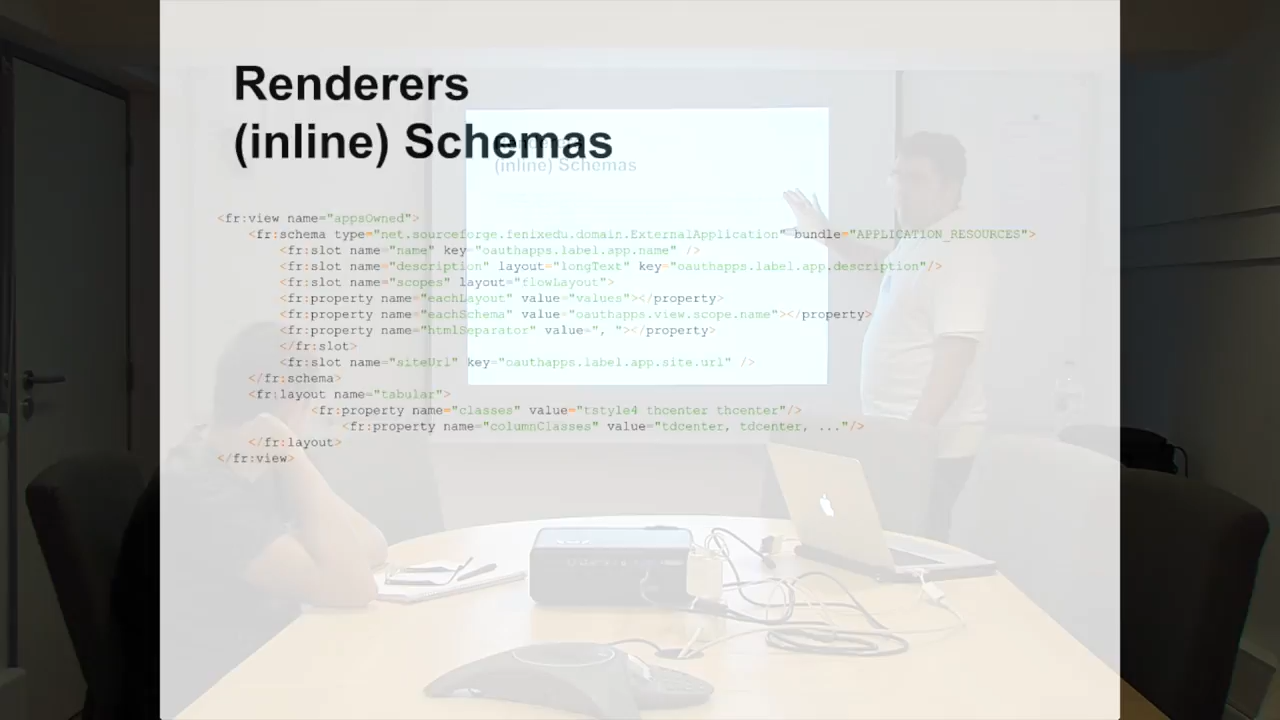 Renderers
(inline) Schemas
(inline) Schemas
<fr:view name="appsOwned">
<fr:schema type="net.sourceforge.fenixedu.domain.ExternalApplication" bundle="APPLICATION_RESOURCES">
<fr:slot name="name" key="oauthapps.label.app.name" />
<fr:slot name="description" layout="longText" key="oauthapps.label.app.description"/>
<fr:slot name="scopes" layout="flowLayout">
<fr:property name="eachLayout" value="values"></fr:property>
<fr:property name="eachSchema" value="oauthapps.view.scope.name"></fr:property>
<fr:property name="htmlSeparator" value=", "></fr:property>
</fr:slot>
<fr:slot name="siteUrl" key="oauthapps.label.app.site.url" />
</fr:schema>
<fr:layout name="tabular">
<fr:property name="classes" value="tstyle4 thcenter thcenter"/>
<fr:property name="columnClasses" value="tdcenter, tdcenter, ..."/>
</fr:layout>
</fr:view>